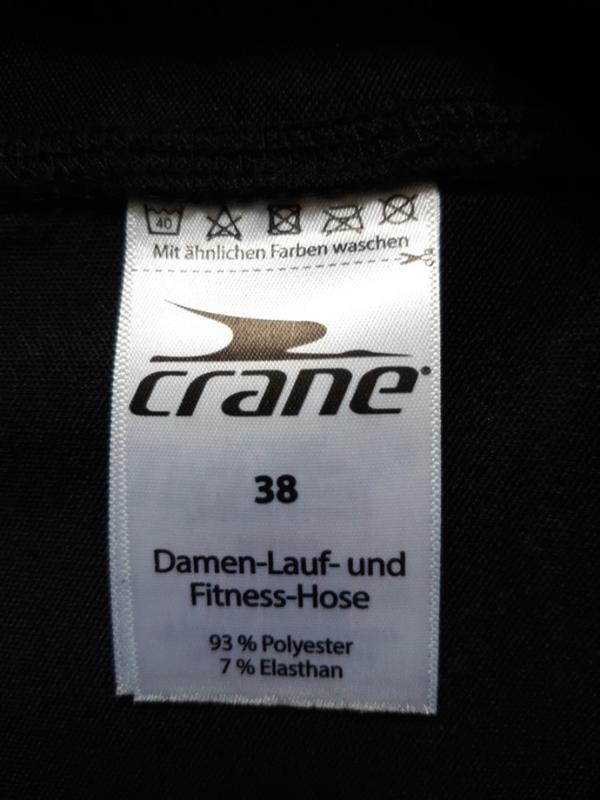 40
Mit ähnlichen Farben waschen
crane®
38
Damen-Lauf- und
Fitness-Hose
93 % Polyester
7 % Elasthan